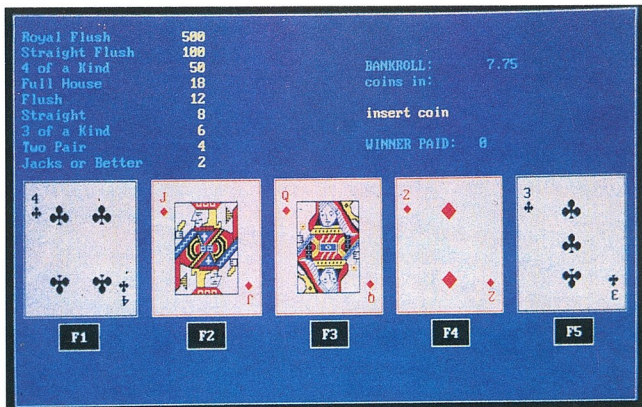 Royal Flush 500
Straight Flush 100
4 of a Kind 50
Full House 18
Flush 12
Straight 8
3 of a Kind 6
Two Pair 4
Jacks or Better 2
BANKROLL: 7.75
coins in:
insert coin
WINNER PAID: 0
4 J Q 2 3
4 J Q 2 3
F1 F2 F3 F4 F5